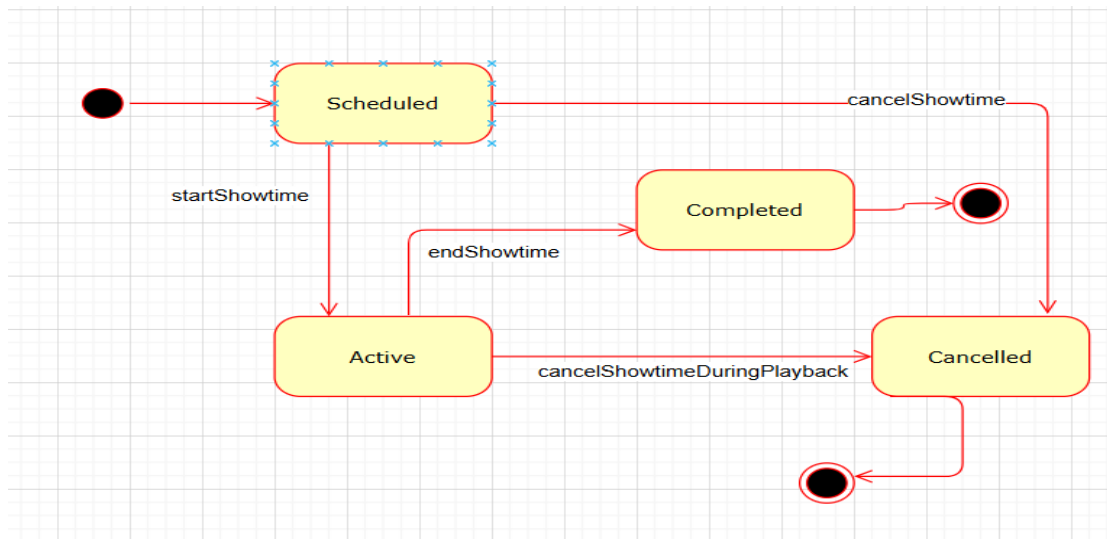 Scheduled
cancelShowtime
startShowtime
Completed
endShowtime
Active
Cancelled
cancelShowtimeDuringPlayback